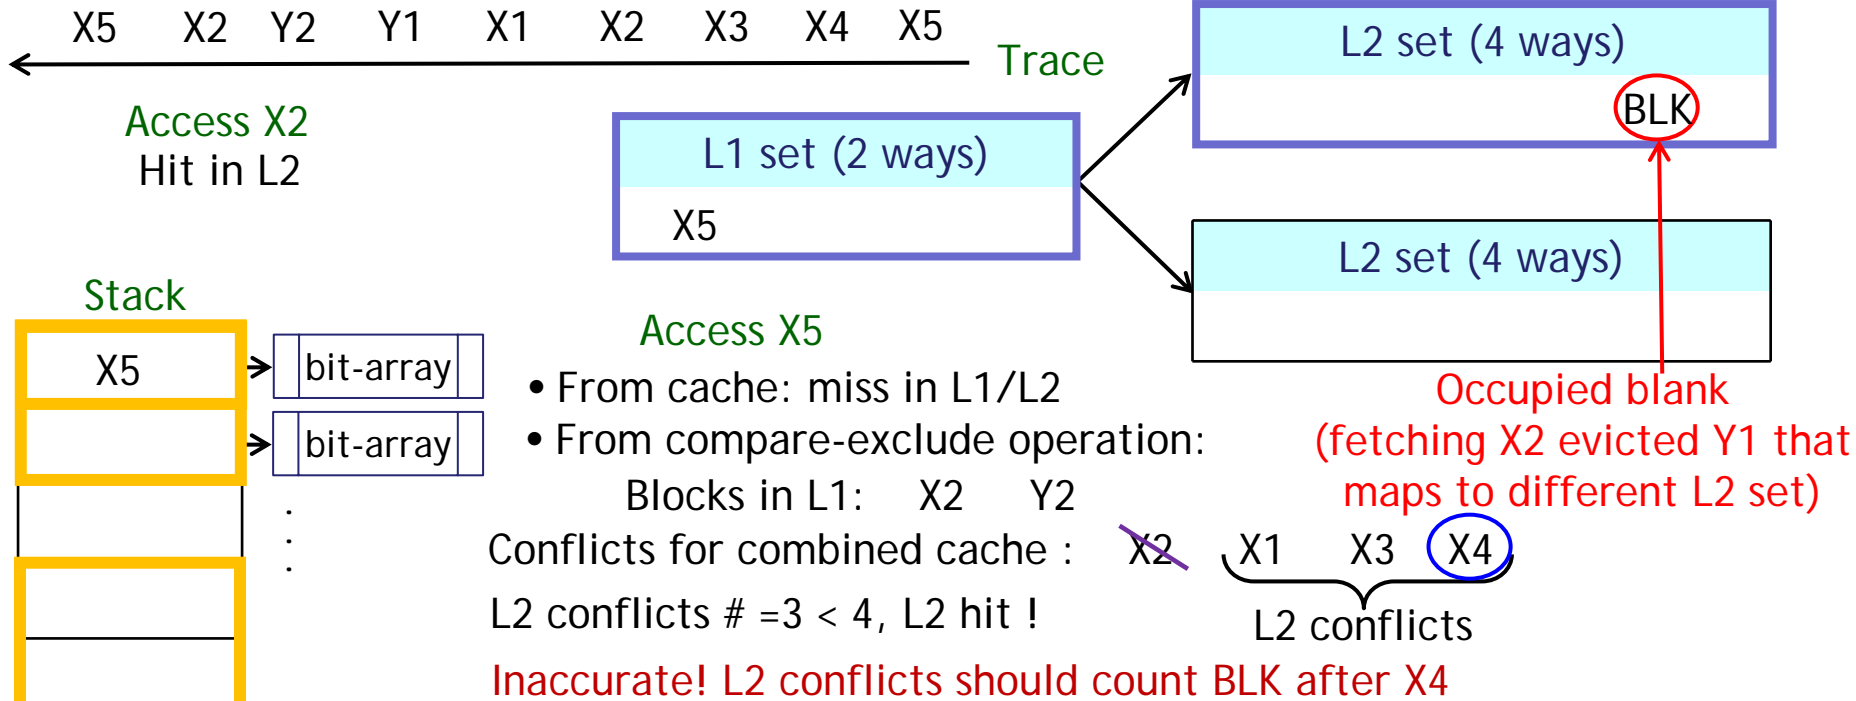 X5 X2 Y2 Y1 X1 X2 X3 X4 X5
Trace
Access X2
Hit in L2
L1 set (2 ways)
X5
L2 set (4 ways)
BLK
L2 set (4 ways)
Stack
X5
bit-array
bit-array
.
.
.
Access X5
• From cache: miss in L1/L2
• From compare-exclude operation:
Blocks in L1: X2 Y2
Conflicts for combined cache : X2 X1 X3 X4
L2 conflicts # =3 < 4, L2 hit !
L2 conflicts
Occupied blank
(fetching X2 evicted Y1 that
maps to different L2 set)
Inaccurate! L2 conflicts should count BLK after X4